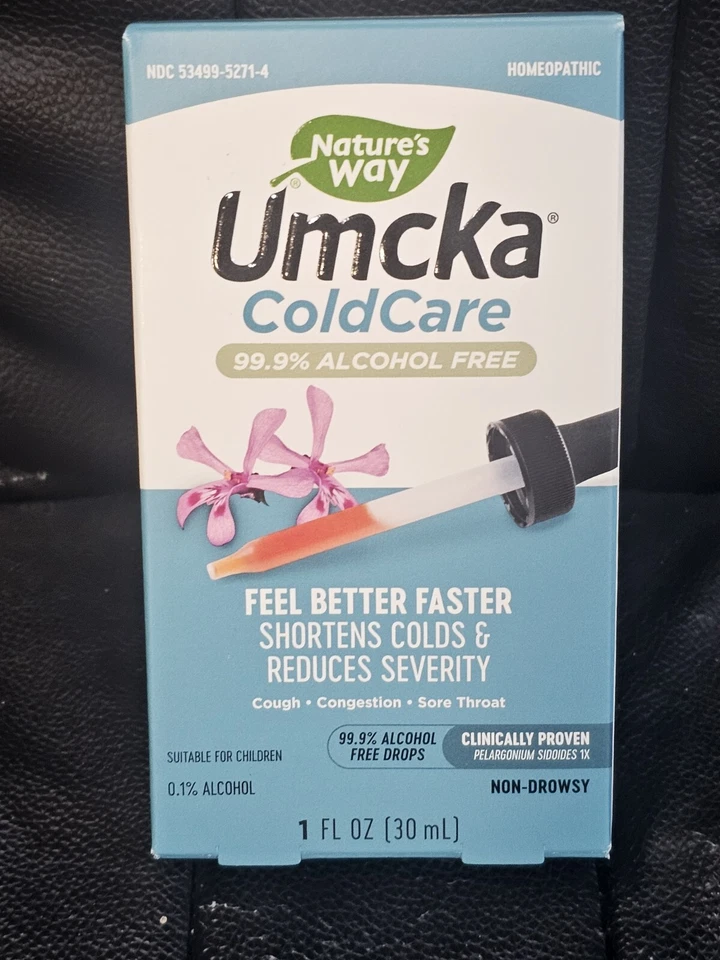 NDC 53499-5271-4
HOMEOPATHIC
Nature's
Way®
Umcka®
ColdCare
99.9% ALCOHOL FREE
FEEL BETTER FASTER
SHORTENS COLDS &
REDUCES SEVERITY
Cough • Congestion • Sore Throat
99.9% ALCOHOL
FREE DROPS
CLINICALLY PROVEN
PELARGONIUM SIDOIDES 1X
SUITABLE FOR CHILDREN
0.1% ALCOHOL
NON-DROWSY
1 FL OZ (30 mL)